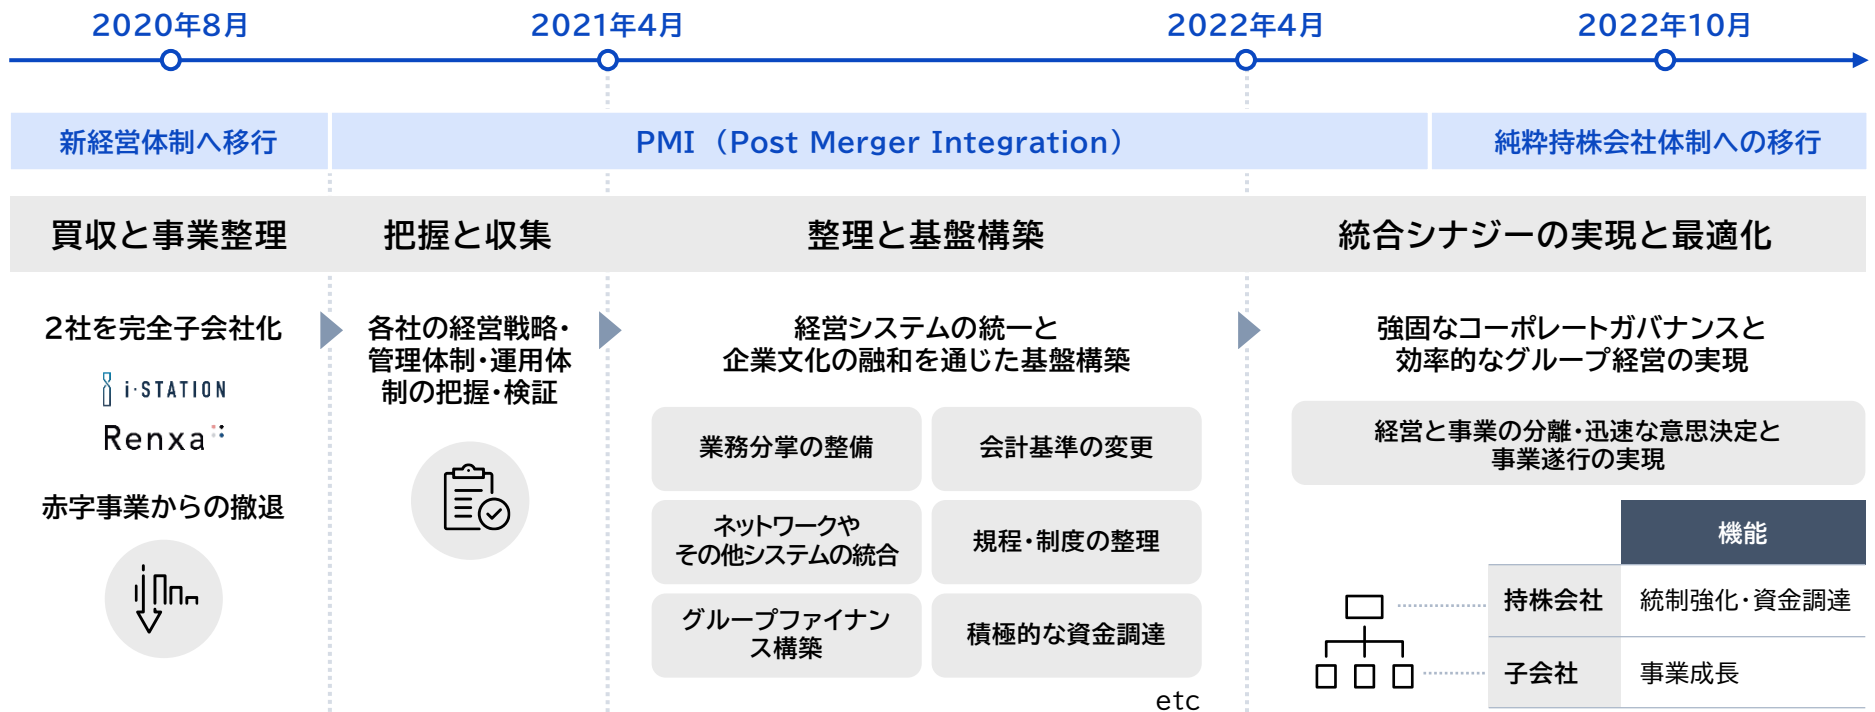 2020年8月
2021年4月
2022年4月
2022年10月
新経営体制へ移行
PMI（Post Merger Integration）
純粋持株会社体制への移行
買収と事業整理
把握と収集
整理と基盤構築
統合シナジーの実現と最適化
2社を完全子会社化
i·STATION
Renxa
赤字事業からの撤退
各社の経営戦略・
管理体制・運用体
制の把握・検証
経営システムの統一と
企業文化の融和を通じた基盤構築
業務分掌の整備
会計基準の変更
ネットワークや
その他システムの統合
規程・制度の整理
グループファイナン
ス構築
積極的な資金調達
etc
強固なコーポレートガバナンスと
効率的なグループ経営の実現
経営と事業の分離・迅速な意思決定と
事業遂行の実現
機能
持株会社
統制強化・資金調達
子会社
事業成長